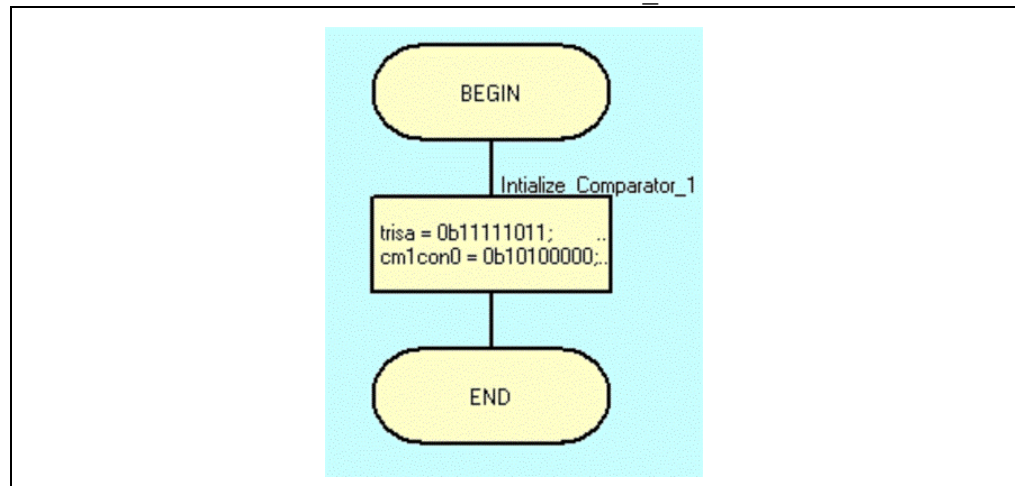 BEGIN
Intialize_Comparator_1
trisa = 0b11111011; ..
cm1con0 = 0b10100000;..
END